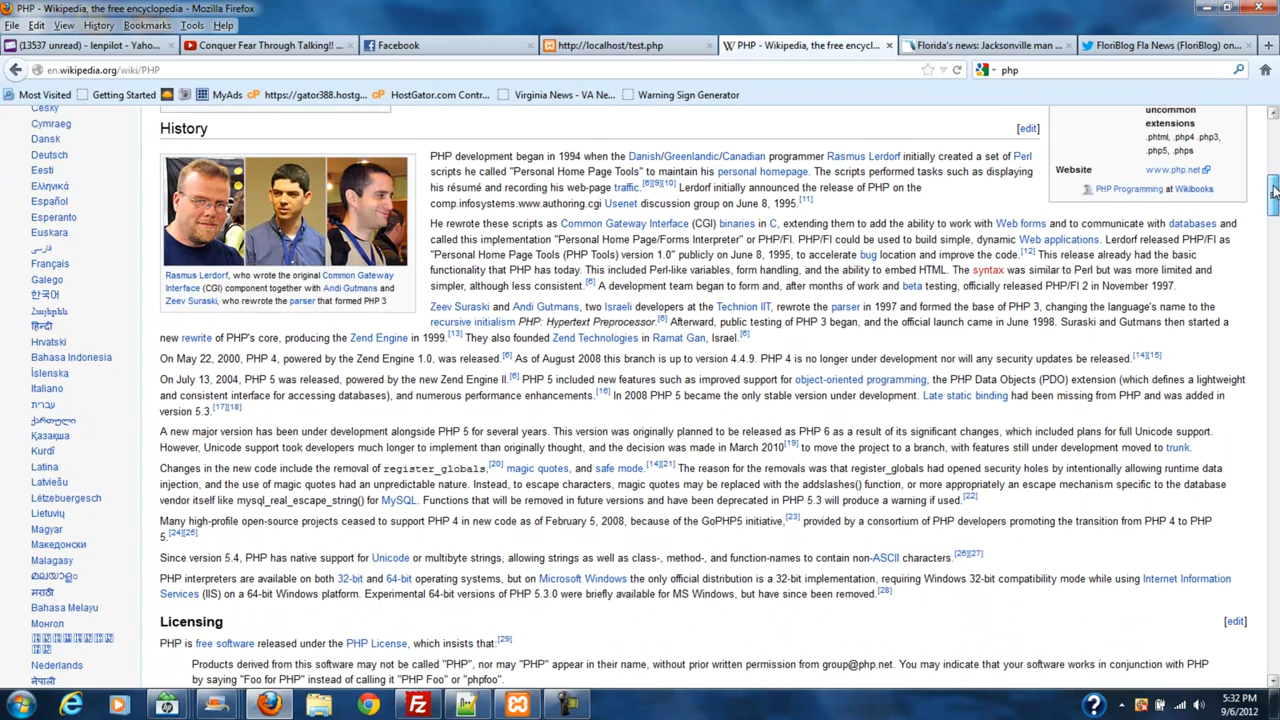 PHP - Wikipedia, the free encyclopedia - Mozilla Firefox
File Edit View History Bookmarks Tools Help
(13537 unread) - lenpilot - Yaho...
Conquer Fear Through Talking!! ...
Facebook
http://localhost/test.php
PHP - Wikipedia, the free encycl...
Florida's news: Jacksonville man ...
FloriBlog Fla News (FloriBlog) on...
en.wikipedia.org/wiki/PHP
php
Most Visited Getting Started MyAds https://gator388.hostg... HostGator.com Contr... Virginia News - VA Ne... Warning Sign Generator
Česky
Cymraeg
Dansk
Deutsch
Eesti
Ελληνικά
Español
Esperanto
Euskara
فارسی
Français
Galego
한국어
Հայերեն
हिन्दी
Hrvatski
Bahasa Indonesia
Íslenska
Italiano
עברית
ქართული
Қазақша
Kurdî
Latina
Latviešu
Lëtzebuergesch
Lietuvių
Magyar
Македонски
Malagasy
മലയാളം
मराठी
Bahasa Melayu
Монгол
Nederlands
नेपाली
History [edit]
Rasmus Lerdorf, who wrote the original Common Gateway
Interface (CGI) component together with Andi Gutmans and
Zeev Suraski, who rewrote the parser that formed PHP 3
PHP development began in 1994 when the Danish/Greenlandic/Canadian programmer Rasmus Lerdorf initially created a set of Perl
scripts he called "Personal Home Page Tools" to maintain his personal homepage. The scripts performed tasks such as displaying
his résumé and recording his web-page traffic.[6][9][10] Lerdorf initially announced the release of PHP on the
comp.infosystems.www.authoring.cgi Usenet discussion group on June 8, 1995.[11]
He rewrote these scripts as Common Gateway Interface (CGI) binaries in C, extending them to add the ability to work with Web forms and to communicate with databases and
called this implementation "Personal Home Page/Forms Interpreter" or PHP/FI. PHP/FI could be used to build simple, dynamic Web applications. Lerdorf released PHP/FI as
"Personal Home Page Tools (PHP Tools) version 1.0" publicly on June 8, 1995, to accelerate bug location and improve the code.[12] This release already had the basic
functionality that PHP has today. This included Perl-like variables, form handling, and the ability to embed HTML. The syntax was similar to Perl but was more limited and
simpler, although less consistent.[6] A development team began to form and, after months of work and beta testing, officially released PHP/FI 2 in November 1997.
Zeev Suraski and Andi Gutmans, two Israeli developers at the Technion IIT, rewrote the parser in 1997 and formed the base of PHP 3, changing the language's name to the
recursive initialism PHP: Hypertext Preprocessor.[6] Afterward, public testing of PHP 3 began, and the official launch came in June 1998. Suraski and Gutmans then started a
new rewrite of PHP's core, producing the Zend Engine in 1999.[13] They also founded Zend Technologies in Ramat Gan, Israel.[6]
On May 22, 2000, PHP 4, powered by the Zend Engine 1.0, was released.[6] As of August 2008 this branch is up to version 4.4.9. PHP 4 is no longer under development nor will any security updates be released.[14][15]
On July 13, 2004, PHP 5 was released, powered by the new Zend Engine II.[6] PHP 5 included new features such as improved support for object-oriented programming, the PHP Data Objects (PDO) extension (which defines a lightweight
and consistent interface for accessing databases), and numerous performance enhancements.[16] In 2008 PHP 5 became the only stable version under development. Late static binding had been missing from PHP and was added in
version 5.3.[17][18]
A new major version has been under development alongside PHP 5 for several years. This version was originally planned to be released as PHP 6 as a result of its significant changes, which included plans for full Unicode support.
However, Unicode support took developers much longer to implement than originally thought, and the decision was made in March 2010[19] to move the project to a branch, with features still under development moved to trunk.
Changes in the new code include the removal of register_globals,[20] magic quotes, and safe mode.[14][21] The reason for the removals was that register_globals had opened security holes by intentionally allowing runtime data
injection, and the use of magic quotes had an unpredictable nature. Instead, to escape characters, magic quotes may be replaced with the addslashes() function, or more appropriately an escape mechanism specific to the database
vendor itself like mysql_real_escape_string() for MySQL. Functions that will be removed in future versions and have been deprecated in PHP 5.3 will produce a warning if used.[22]
Many high-profile open-source projects ceased to support PHP 4 in new code as of February 5, 2008, because of the GoPHP5 initiative,[23] provided by a consortium of PHP developers promoting the transition from PHP 4 to PHP
5.[24][25]
Since version 5.4, PHP has native support for Unicode or multibyte strings, allowing strings as well as class-, method-, and function-names to contain non-ASCII characters.[26][27]
PHP interpreters are available on both 32-bit and 64-bit operating systems, but on Microsoft Windows the only official distribution is a 32-bit implementation, requiring Windows 32-bit compatibility mode while using Internet Information
Services (IIS) on a 64-bit Windows platform. Experimental 64-bit versions of PHP 5.3.0 were briefly available for MS Windows, but have since been removed.[28]
Licensing [edit]
PHP is free software released under the PHP License, which insists that:[29]
Products derived from this software may not be called "PHP", nor may "PHP" appear in their name, without prior written permission from group@php.net. You may indicate that your software works in conjunction with PHP
by saying "Foo for PHP" instead of calling it "PHP Foo" or "phpfoo".
uncommon
extensions
.phtml, .php4 .php3,
.php5, .phps
Website www.php.net
PHP Programming at Wikibooks
5:32 PM
9/6/2012